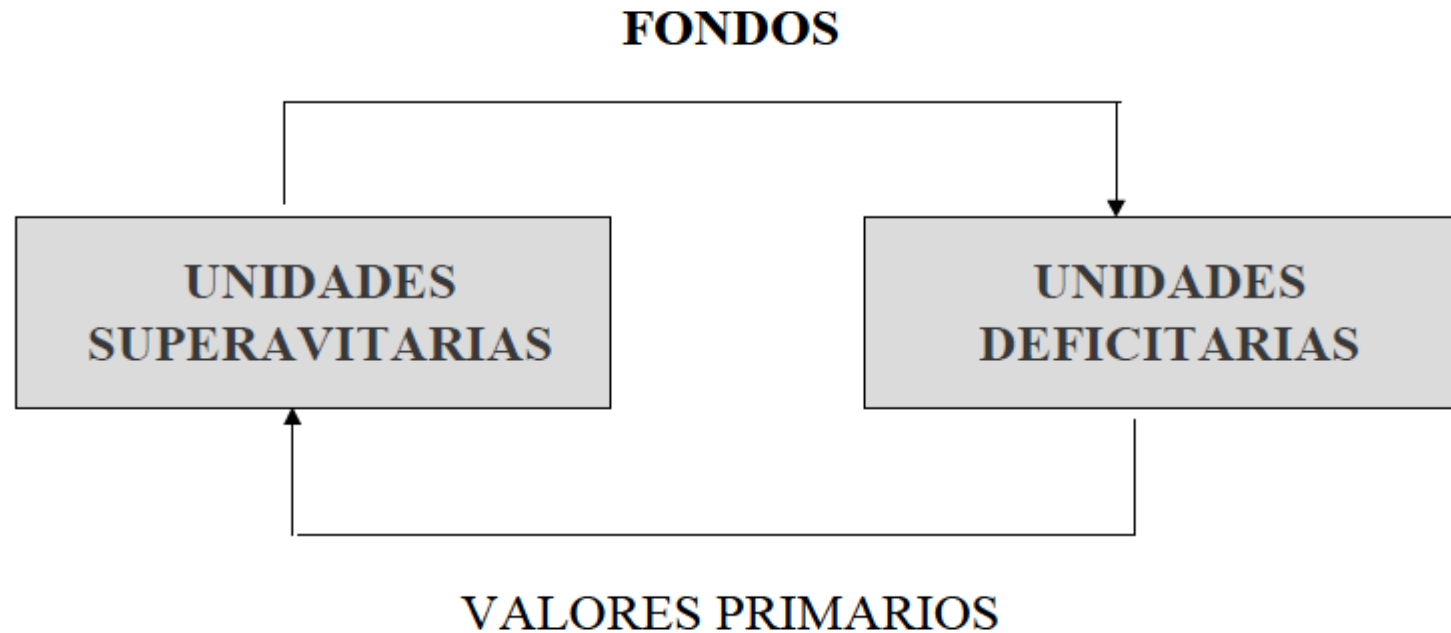 FONDOS
UNIDADES
SUPERAVITARIAS
UNIDADES
DEFICITARIAS
VALORES PRIMARIOS